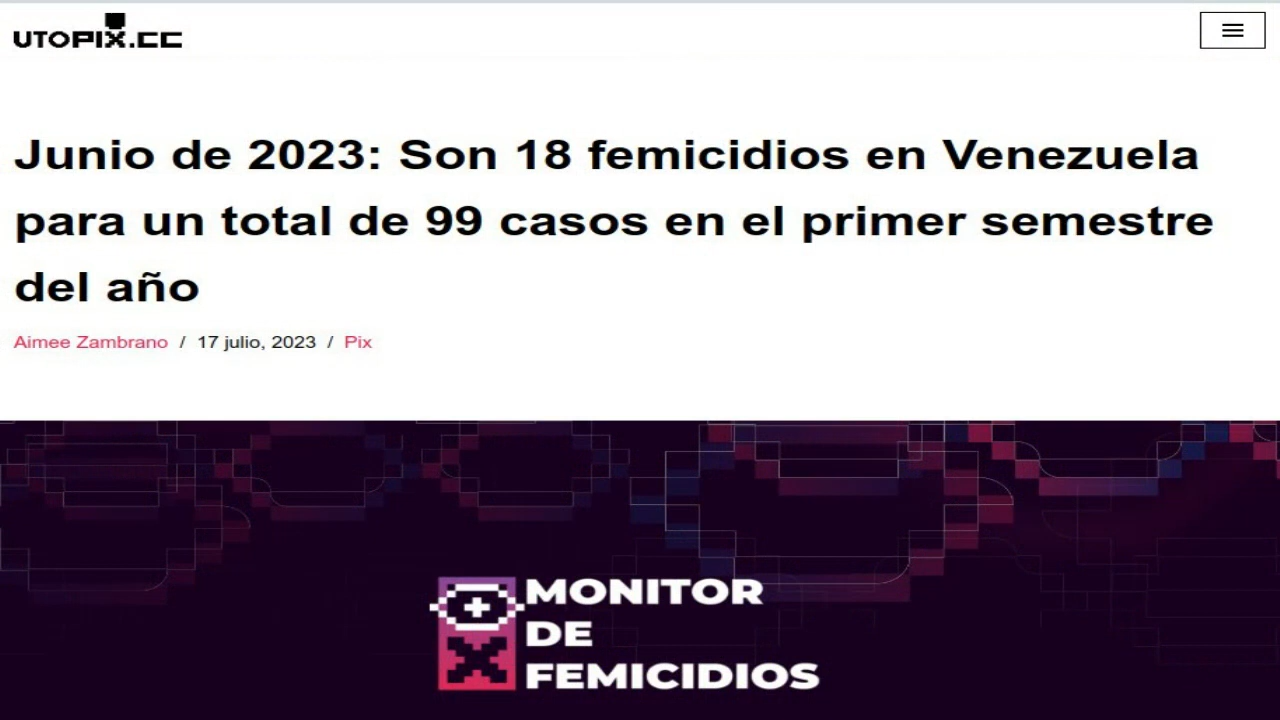 UTOPIX.CC
Junio de 2023: Son 18 femicidios en Venezuela
para un total de 99 casos en el primer semestre
del año
Aimee Zambrano / 17 julio, 2023 / Pix
MONITOR
DE
FEMICIDIOS